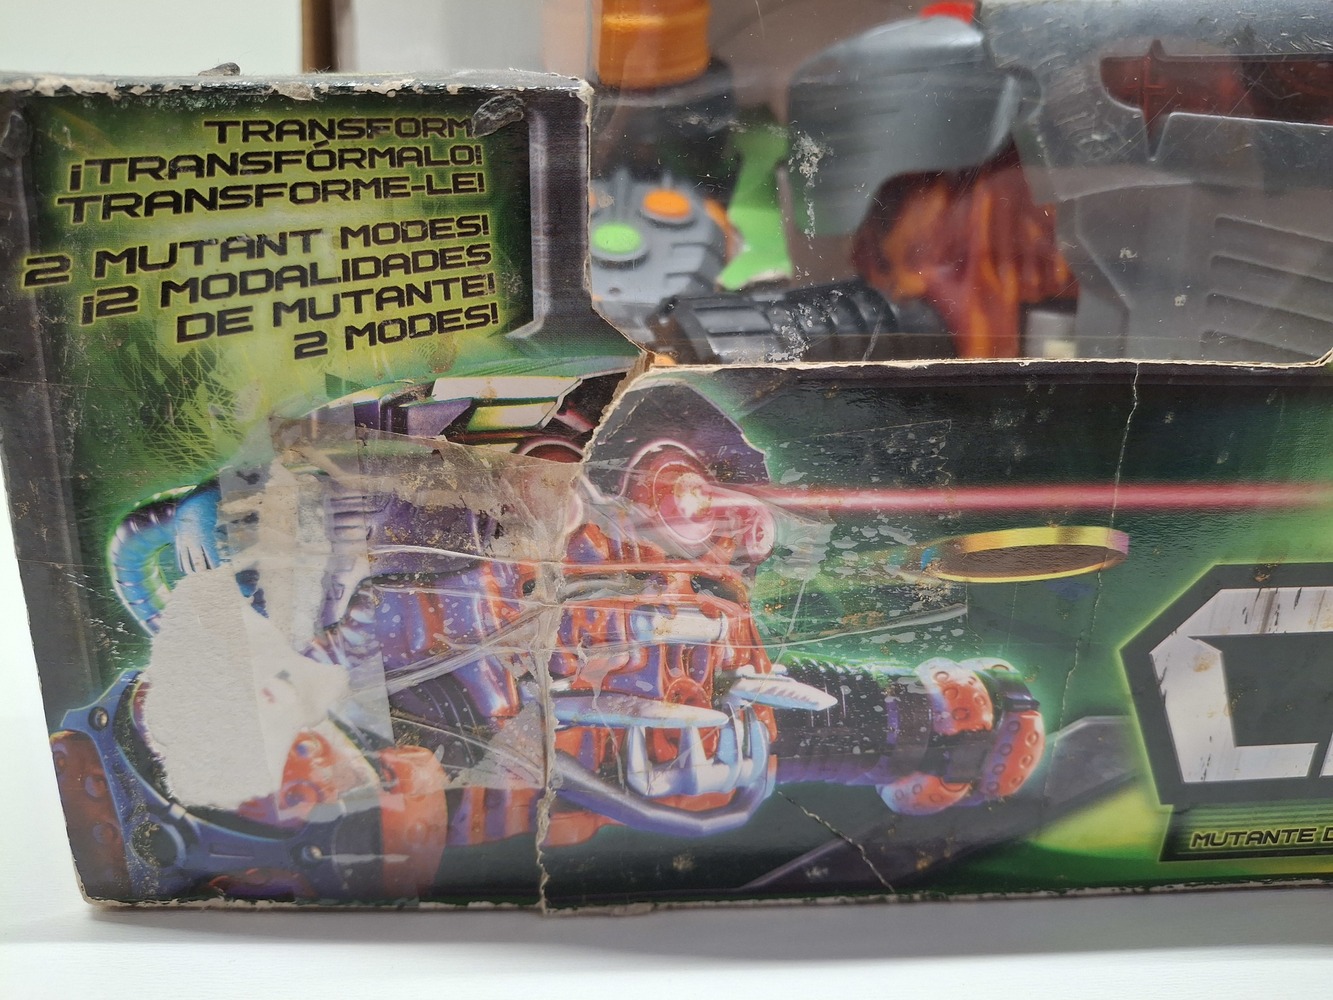 TRANSFORM
¡TRANSFÓRMALO!
TRANSFORME-LE!
2 MUTANT MODES!
¡2 MODALIDADES
DE MUTANTE!
2 MODES!
MUTANTE D